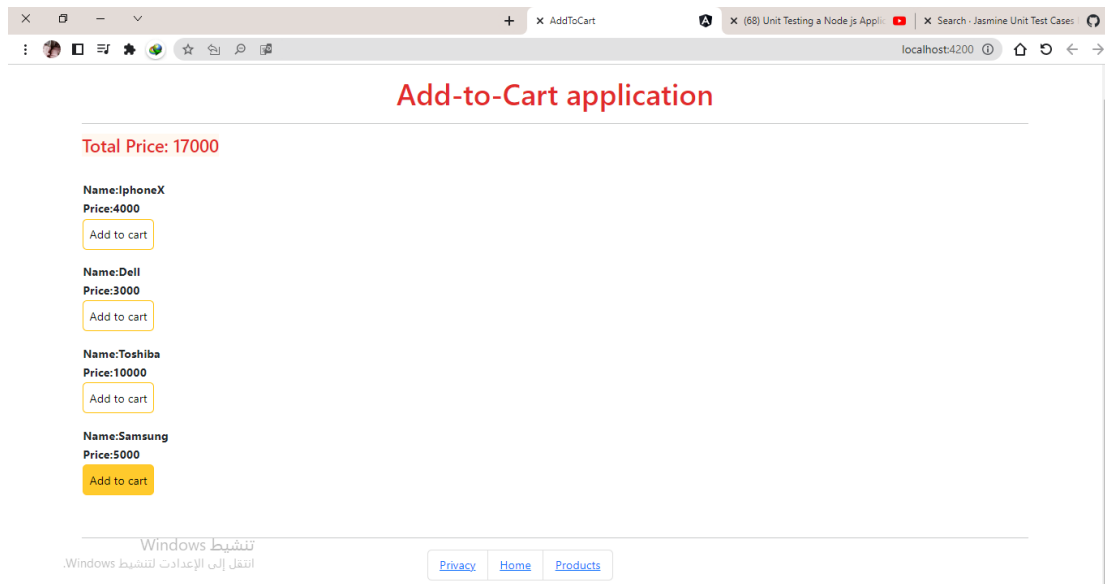 AddToCart
(68) Unit Testing a Node js Applic
Search · Jasmine Unit Test Cases
localhost:4200
Add-to-Cart application
Total Price: 17000
Name:IphoneX
Price:4000
Add to cart
Name:Dell
Price:3000
Add to cart
Name:Toshiba
Price:10000
Add to cart
Name:Samsung
Price:5000
Add to cart
تنشيط Windows
انتقل إلى الإعدادات لتنشيط Windows.
Privacy Home Products